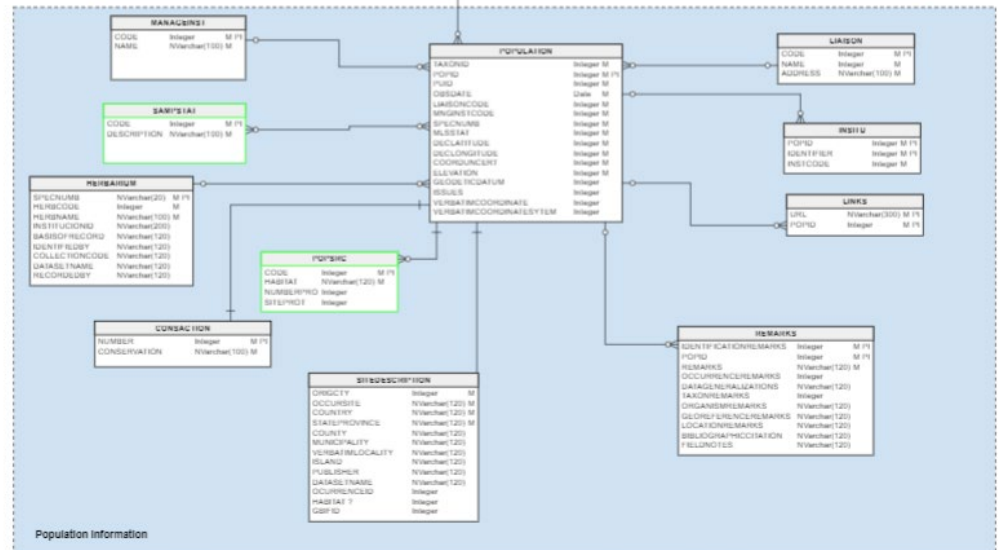 MANAGEINST
CODE Integer M PI
NAME NVarchar(100) M
SAMPSTAT
CODE Integer M PI
DESCRIPTION NVarchar(100) M
HERBARIUM
SPECNUMB NVarchar(20) M PI
HERBCODE Integer M
HERBNAME NVarchar(100) M
INSTITUCIONID NVarchar(200)
BASISOFRECORD NVarchar(120)
IDENTIFIEDBY NVarchar(120)
COLLECTIONCODE NVarchar(120)
DATASETNAME NVarchar(120)
RECORDEDBY NVarchar(120)
POPULATION
TAXONID Integer M
POPID Integer M PI
PUID Integer M
OBSDATE Date M
LIAISONCODE Integer M
MNGINSTCODE Integer M
SPECNUMB Integer M
MLSSTAT Integer M
DECLATITUDE Integer M
DECLONGITUDE Integer M
COORDUNCERT Integer M
ELEVATION Integer M
GEODETICDATUM Integer
ISSUES Integer
VERBATIMCOORDINATE Integer
VERBATIMCOORDINATESYTEM Integer
LIAISON
CODE Integer M PI
NAME Integer M
ADDRESS NVarchar(100) M
INSITU
POPID Integer M PI
IDENTIFIER Integer M PI
INSTCODE Integer M
LINKS
URL NVarchar(300) M PI
POPID Integer M PI
POPSRC
CODE Integer M PI
HABITAT NVarchar(120) M
NUMBERPRO Integer
SITEPROT Integer
CONSACTION
NUMBER Integer M PI
CONSERVATION NVarchar(100) M
SITEDESCRIPTION
ORIGCTY Integer M
OCCURSITE NVarchar(120) M
COUNTRY NVarchar(120) M
STATEPROVINCE NVarchar(120) M
COUNTY NVarchar(120)
MUNICIPALITY NVarchar(120)
VERBATIMLOCALITY NVarchar(120)
ISLAND NVarchar(120)
PUBLISHER NVarchar(120)
DATASETNAME NVarchar(120)
OCURRENCEID Integer
HABITAT ? Integer
GBIFID Integer
REMARKS
IDENTIFICATIONREMARKS Integer M PI
POPID Integer M PI
REMARKS NVarchar(120) M
OCCURRENCEREMARKS Integer
DATAGENERALIZATIONS NVarchar(120)
TAXONREMARKS Integer
ORGANISMREMARKS NVarchar(120)
GEOREFERENCEREMARKS NVarchar(120)
LOCATIONREMARKS NVarchar(120)
BIBLIOGRAPHICCITATION NVarchar(120)
FIELDNOTES NVarchar(120)
Population Information